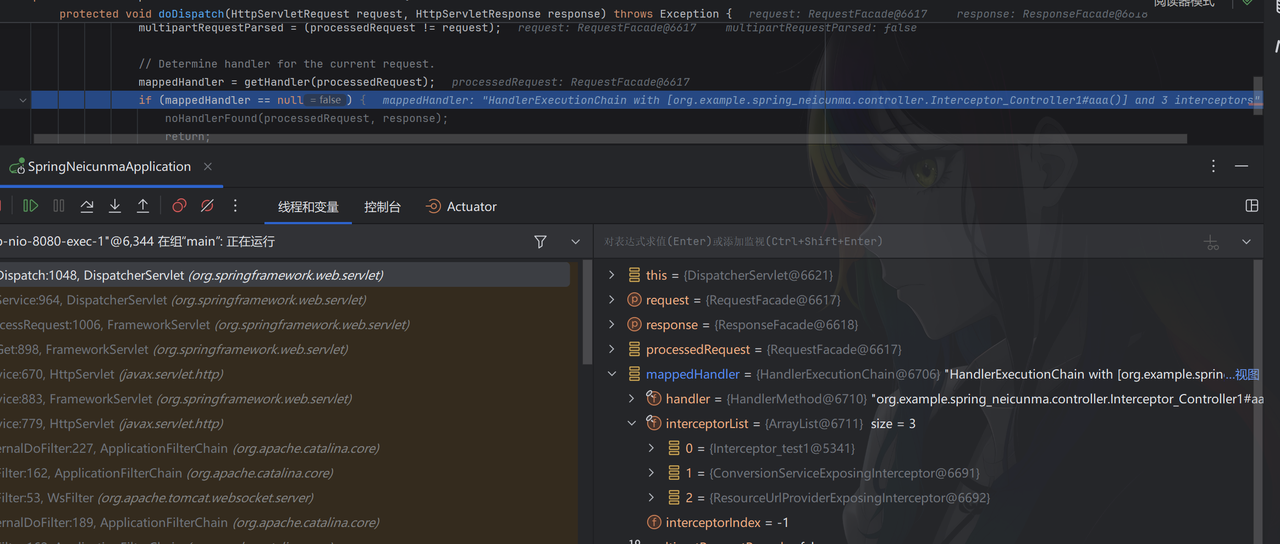 阅读器模式
protected void doDispatch(HttpServletRequest request, HttpServletResponse response) throws Exception { request: RequestFacade@6617 response: ResponseFacade@6618
multipartRequestParsed = (processedRequest != request); request: RequestFacade@6617 multipartRequestParsed: false
// Determine handler for the current request.
mappedHandler = getHandler(processedRequest); processedRequest: RequestFacade@6617
if (mappedHandler == null = false ) { mappedHandler: "HandlerExecutionChain with [org.example.spring_neicunma.controller.Interceptor_Controller1#aaa()] and 3 interceptors"
noHandlerFound(processedRequest, response);
return;
SpringNeicunmaApplication
线程和变量 控制台 Actuator
o-nio-8080-exec-1"@6,344 在组"main": 正在运行
对表达式求值(Enter)或添加监视(Ctrl+Shift+Enter)
Dispatch:1048, DispatcherServlet (org.springframework.web.servlet)
Service:964, DispatcherServlet (org.springframework.web.servlet)
cessRequest:1006, FrameworkServlet (org.springframework.web.servlet)
Get:898, FrameworkServlet (org.springframework.web.servlet)
vice:670, HttpServlet (javax.servlet.http)
vice:883, FrameworkServlet (org.springframework.web.servlet)
vice:779, HttpServlet (javax.servlet.http)
ernalDoFilter:227, ApplicationFilterChain (org.apache.catalina.core)
Filter:162, ApplicationFilterChain (org.apache.catalina.core)
Filter:53, WsFilter (org.apache.tomcat.websocket.server)
ernalDoFilter:189, ApplicationFilterChain (org.apache.catalina.core)
this = {DispatcherServlet@6621}
request = {RequestFacade@6617}
response = {ResponseFacade@6618}
processedRequest = {RequestFacade@6617}
mappedHandler = {HandlerExecutionChain@6706} "HandlerExecutionChain with [org.example.sprin …视图
handler = {HandlerMethod@6710} "org.example.spring_neicunma.controller.Interceptor_Controller1#aa
interceptorList = {ArrayList@6711} size = 3
0 = {Interceptor_test1@5341}
1 = {ConversionServiceExposingInterceptor@6691}
2 = {ResourceUrlProviderExposingInterceptor@6692}
interceptorIndex = -1